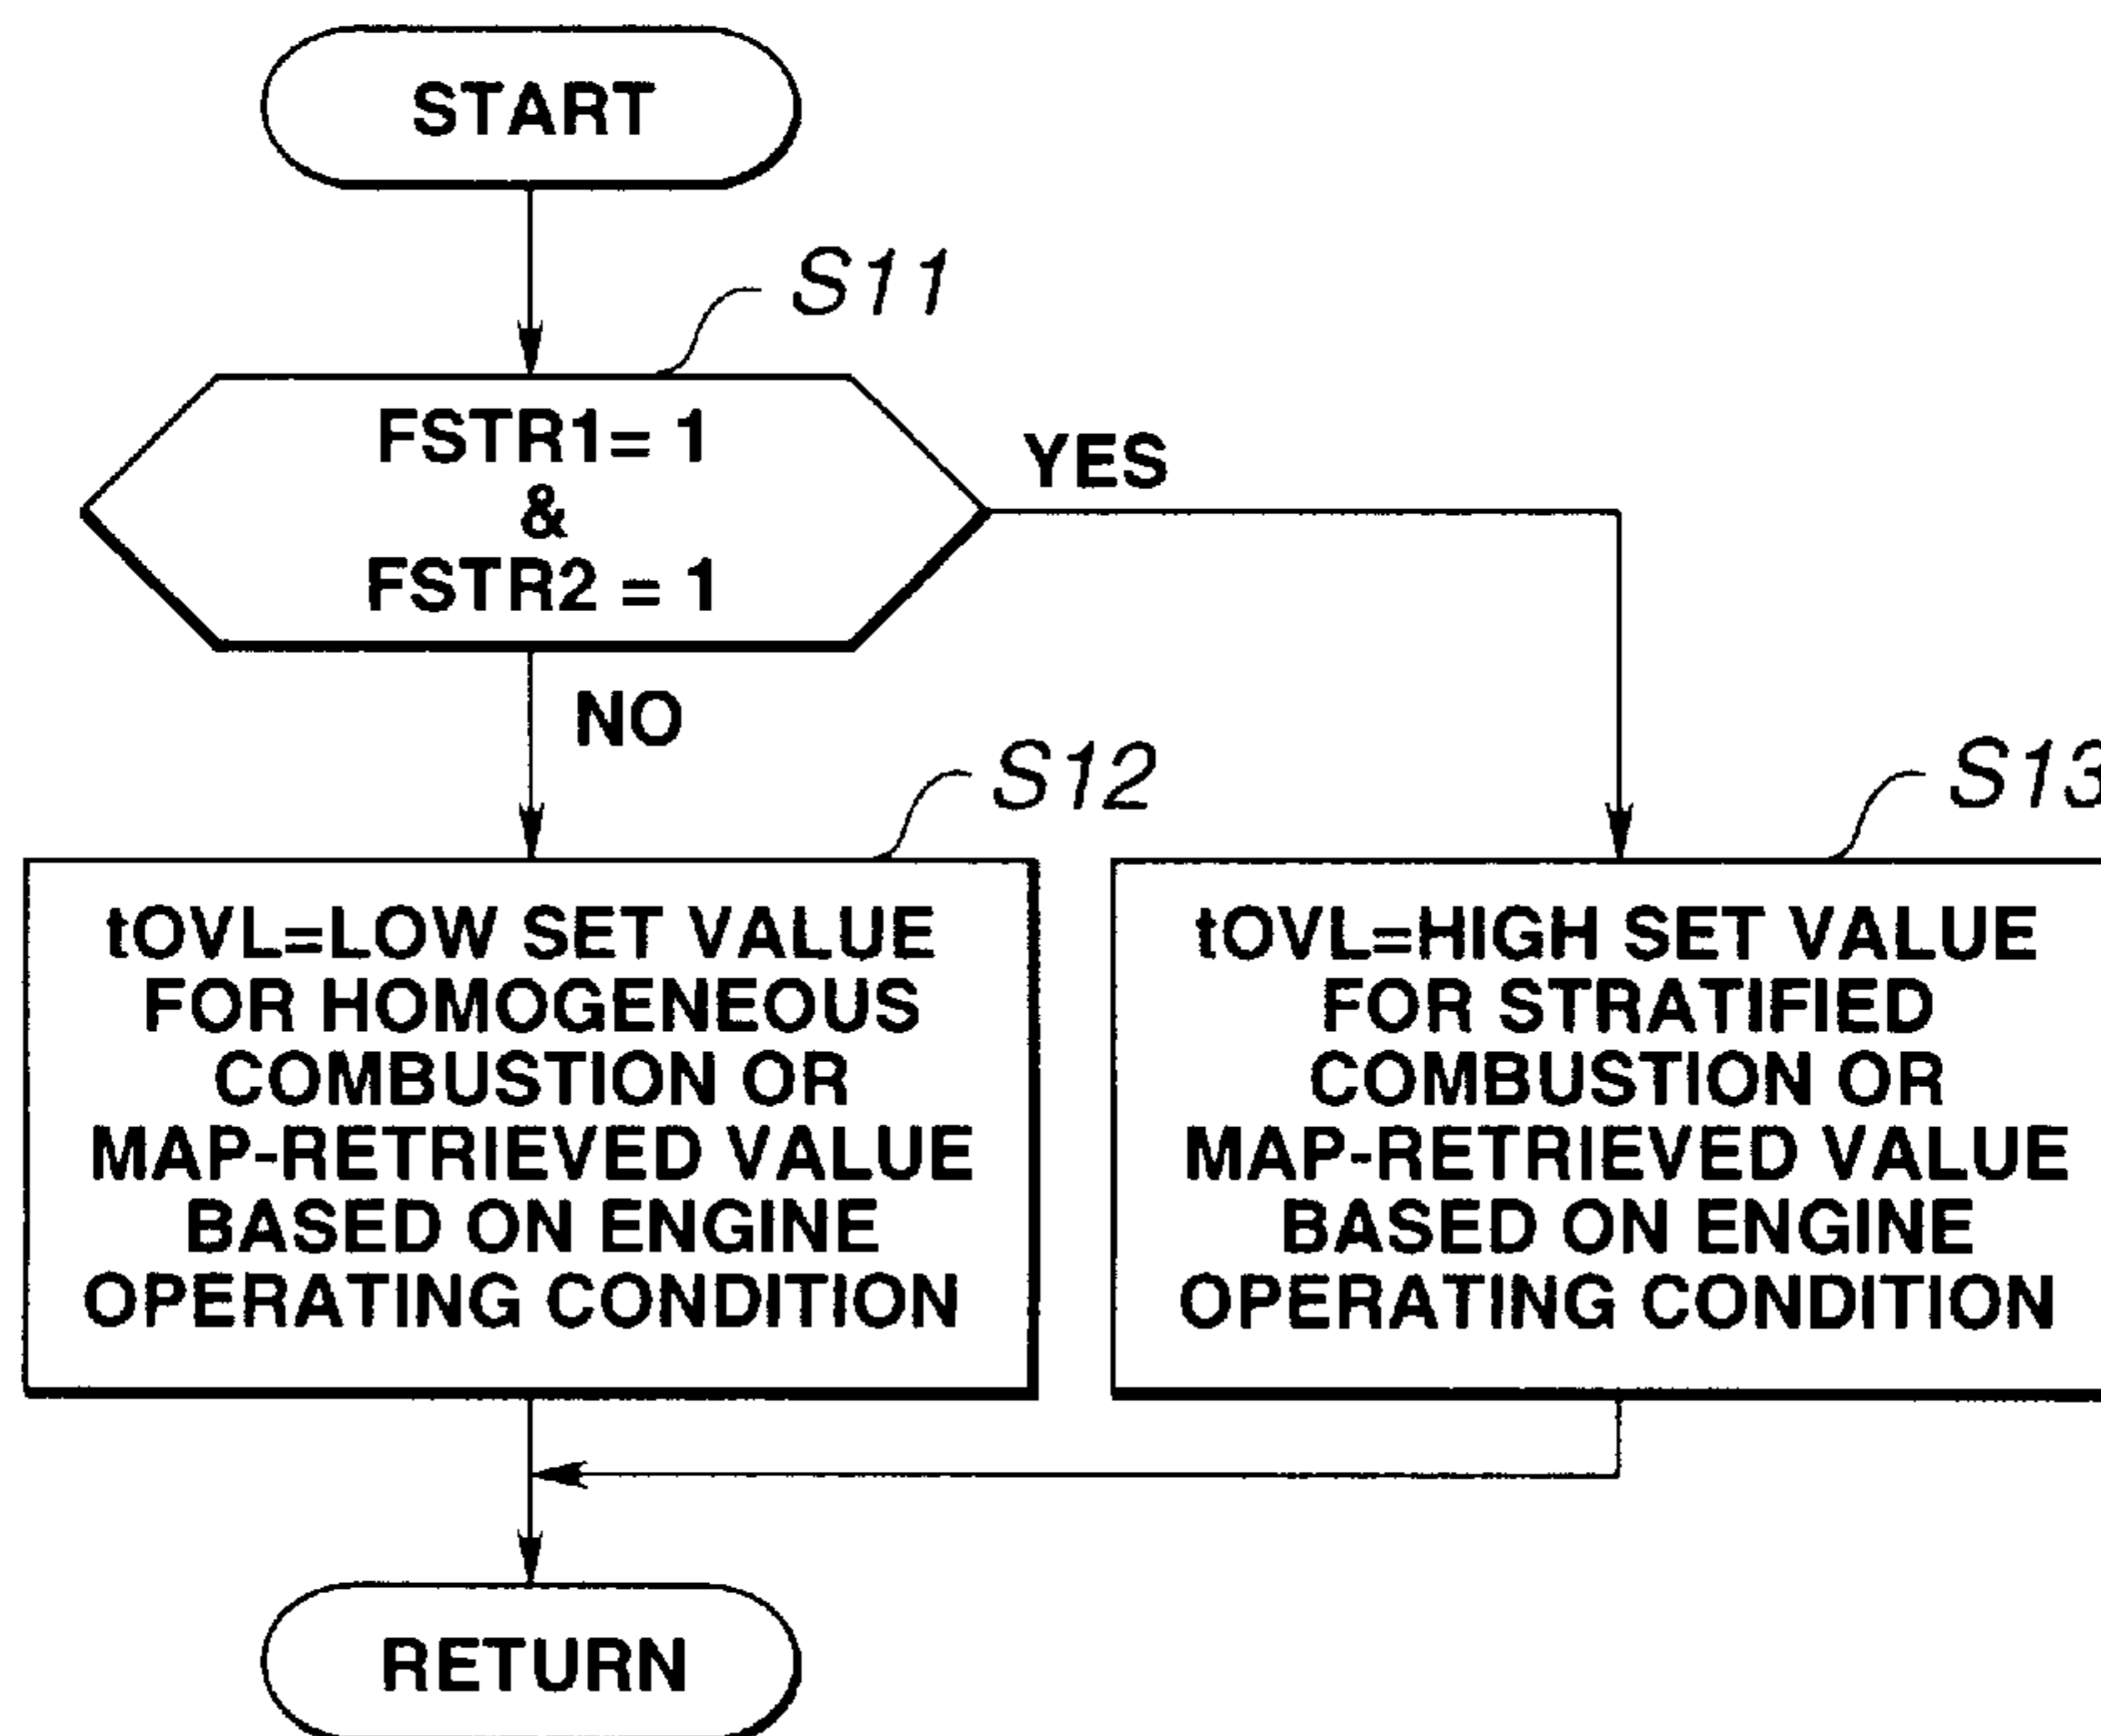 START
S11
FSTR1= 1
&
FSTR2 = 1
YES
NO
S12
tOVL=LOW SET VALUE
FOR HOMOGENEOUS
COMBUSTION OR
MAP-RETRIEVED VALUE
BASED ON ENGINE
OPERATING CONDITION
S13
tOVL=HIGH SET VALUE
FOR STRATIFIED
COMBUSTION OR
MAP-RETRIEVED VALUE
BASED ON ENGINE
OPERATING CONDITION
RETURN